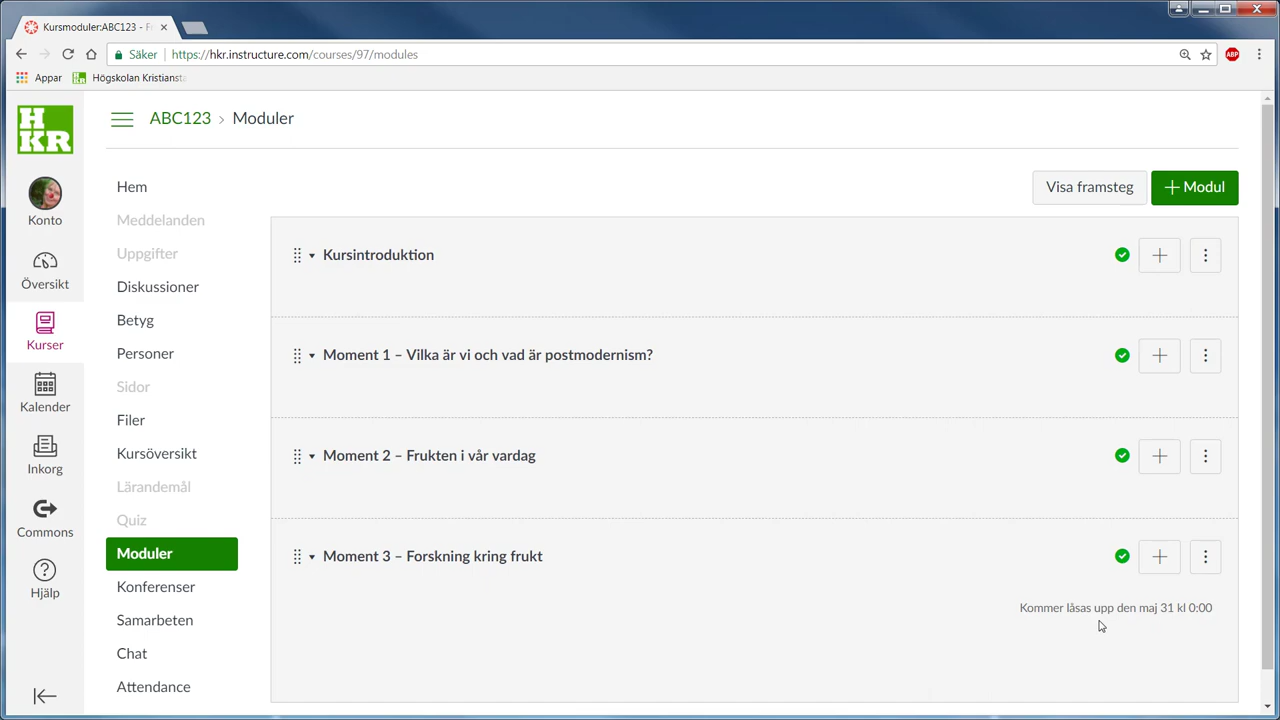 Kursmoduler:ABC123 - F
Säker
https://hkr.instructure.com/courses/97/modules
ABP
Appar
Högskolan Kristiansta
HKR
ABC123 › Moduler
Konto
Översikt
Kurser
Kalender
Inkorg
Commons
Hjälp
Hem
Meddelanden
Uppgifter
Diskussioner
Betyg
Personer
Sidor
Filer
Kursöversikt
Lärandemål
Quiz
Moduler
Konferenser
Samarbeten
Chat
Attendance
Visa framsteg
+ Modul
Kursintroduktion
Moment 1 – Vilka är vi och vad är postmodernism?
Moment 2 – Frukten i vår vardag
Moment 3 – Forskning kring frukt
Kommer låsas upp den maj 31 kl 0:00